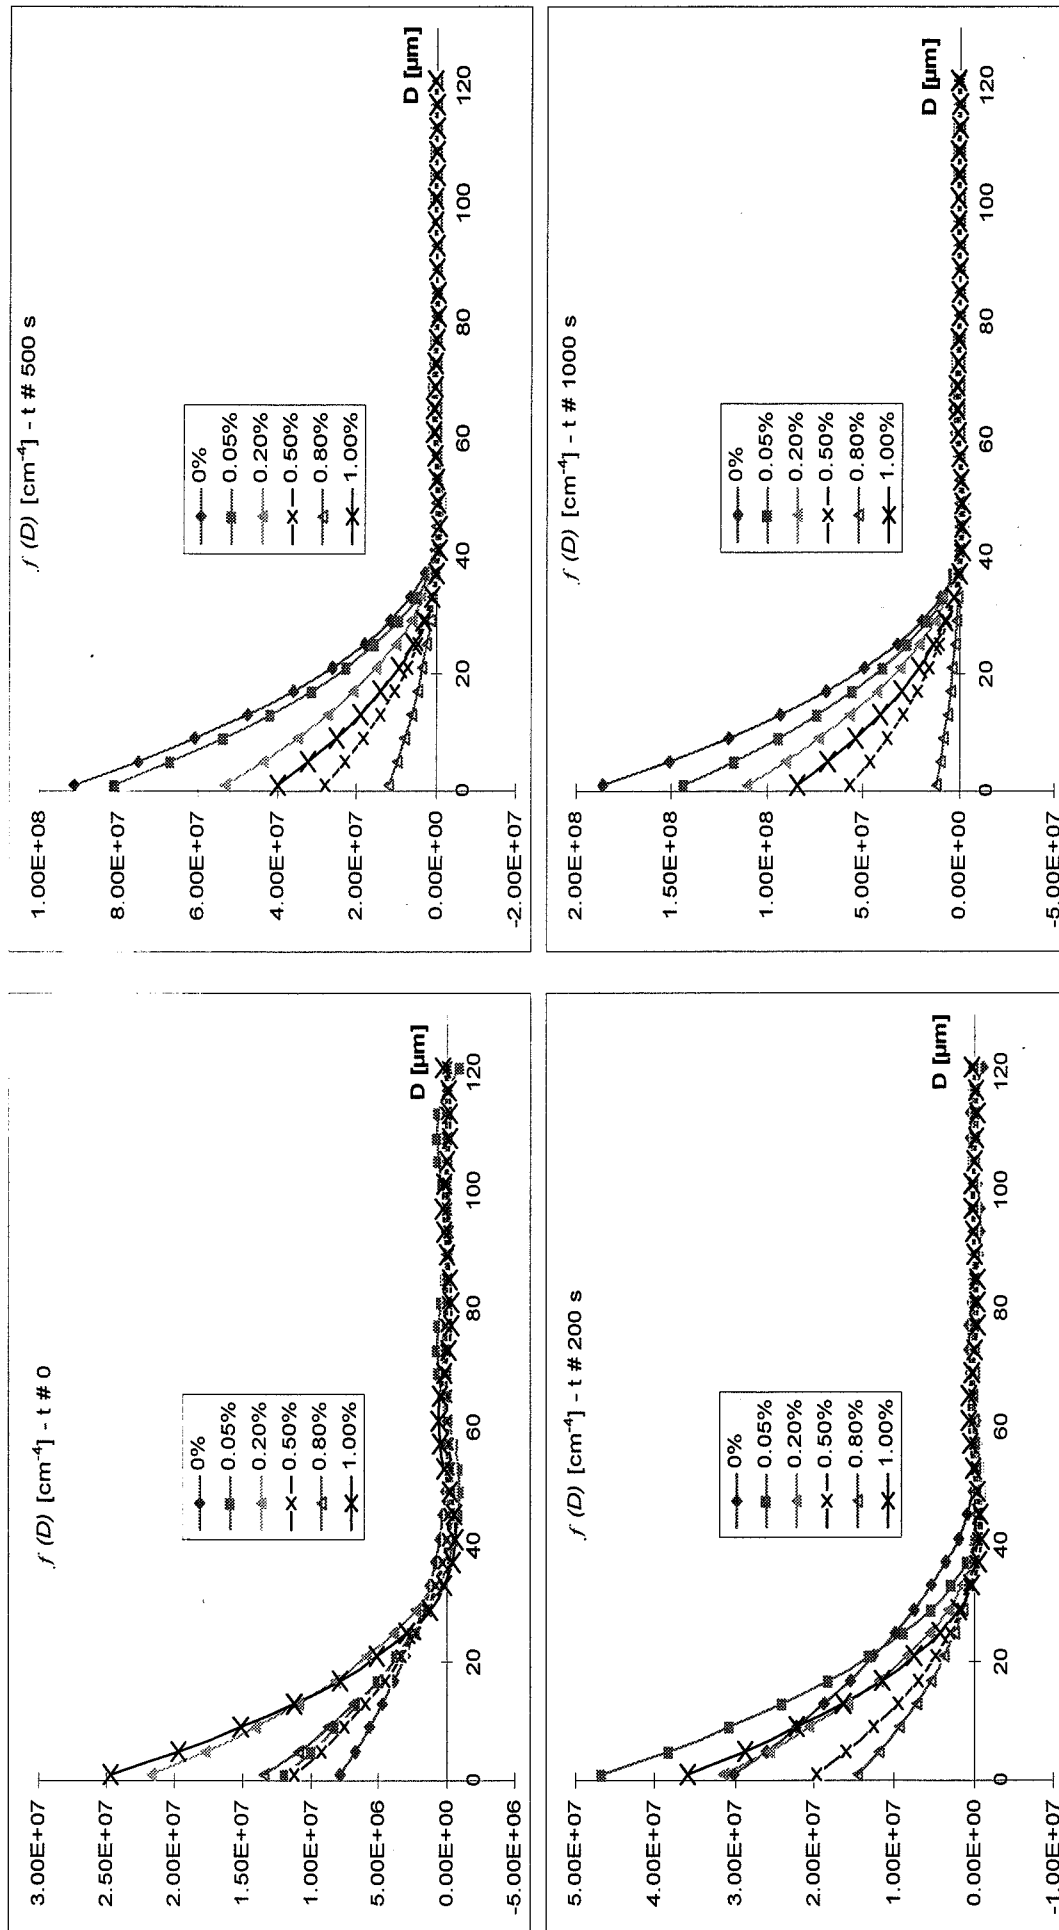 f (D) [cm⁻⁴] - t # 0
3.00E+07
2.50E+07
2.00E+07
1.50E+07
1.00E+07
5.00E+06
0.00E+00
-5.00E+06
0
20
40
60
80
100
120
D [µm]
0%
0.05%
0.20%
0.50%
0.80%
1.00%
f (D) [cm⁻⁴] - t # 500 s
1.00E+08
8.00E+07
6.00E+07
4.00E+07
2.00E+07
0.00E+00
-2.00E+07
0
20
40
60
80
100
120
D [µm]
0%
0.05%
0.20%
0.50%
0.80%
1.00%
f (D) [cm⁻⁴] - t # 200 s
5.00E+07
4.00E+07
3.00E+07
2.00E+07
1.00E+07
0.00E+00
-1.00E+07
0
20
40
60
80
100
120
D [µm]
0%
0.05%
0.20%
0.50%
0.80%
1.00%
f (D) [cm⁻⁴] - t # 1000 s
2.00E+08
1.50E+08
1.00E+08
5.00E+07
0.00E+00
-5.00E+07
0
20
40
60
80
100
120
D [µm]
0%
0.05%
0.20%
0.50%
0.80%
1.00%